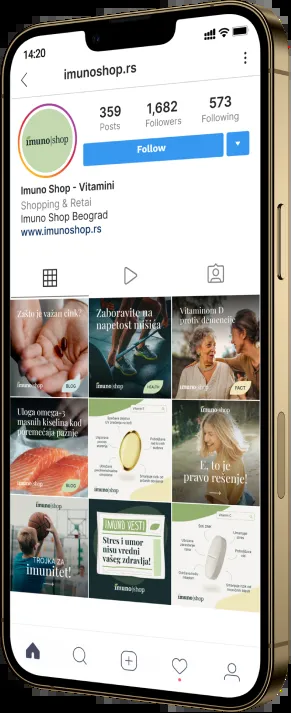 14:20
imunoshop.rs
imuno|shop
359
1,682
573
Posts
Followers
Following
Follow
Imuno Shop - Vitamini
Shopping & Retai
Imuno Shop Beograd
www.imunoshop.rs
Zašto je važan cink?
imuno|shop
BLOG
Zaboravite na
napetost mišića
imuno|shop
HEALTH
Vitaminom D
protiv demencije
imuno|shop
FACT
Uloga omega-3
masnih kiselina kod
poremećaja pažnje
imuno|shop
BLOG
imuno|shop
E, to je
pravo rešenje!
imuno|shop
TROJKA ZA
imunitet!
IMUNO VESTI
Stres i umor
nisu vredni
vašeg zdravlja!
imuno|shop
imuno|shop